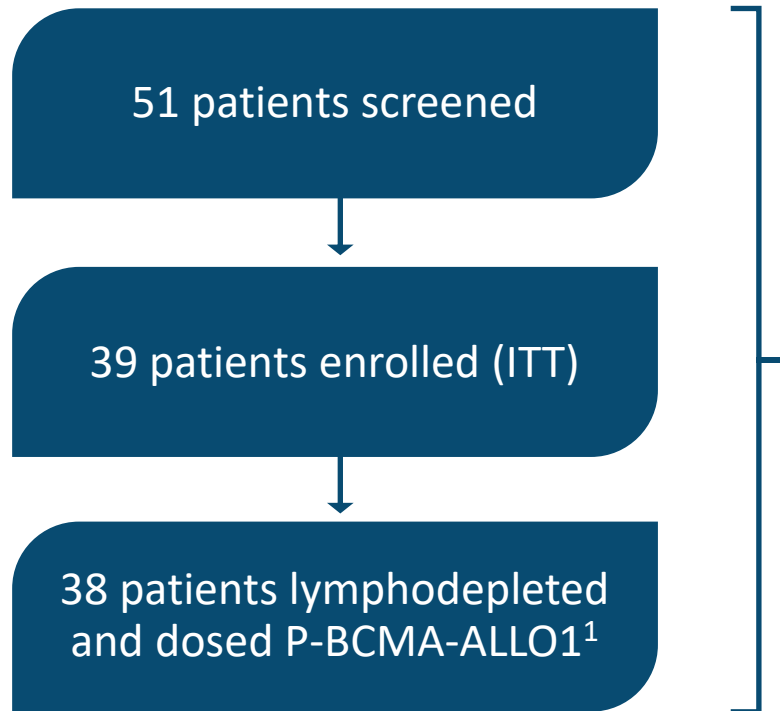 51 patients screened
39 patients enrolled (ITT)
38 patients lymphodepleted
and dosed P-BCMA-ALLO1¹